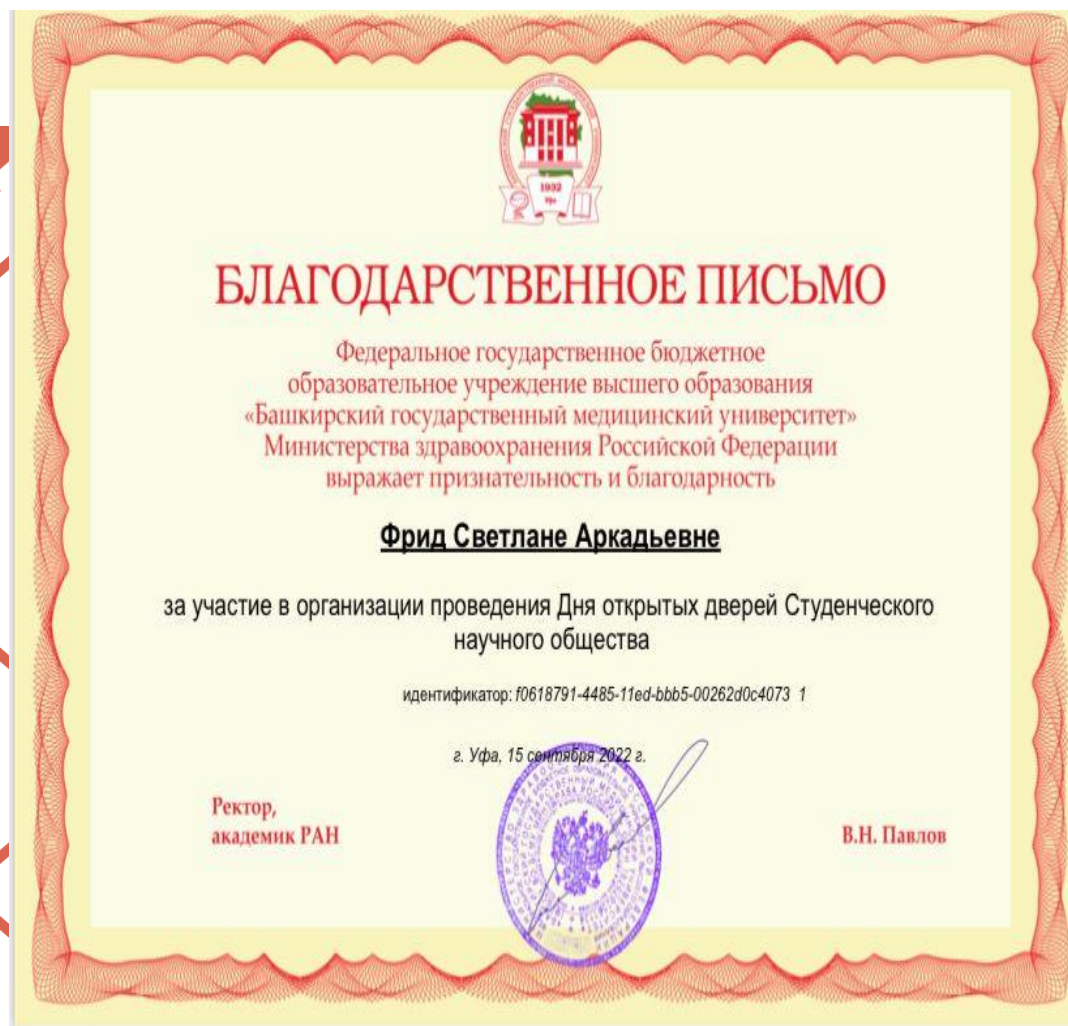 1932
БЛАГОДАРСТВЕННОЕ ПИСЬМО
Федеральное государственное бюджетное
образовательное учреждение высшего образования
«Башкирский государственный медицинский университет»
Министерства здравоохранения Российской Федерации
выражает признательность и благодарность
Фрид Светлане Аркадьевне
за участие в организации проведения Дня открытых дверей Студенческого
научного общества
идентификатор: f0618791-4485-11ed-bbb5-00262d0c4073 1
г. Уфа, 15 сентября 2022 г.
Ректор,
академик РАН
В.Н. Павлов